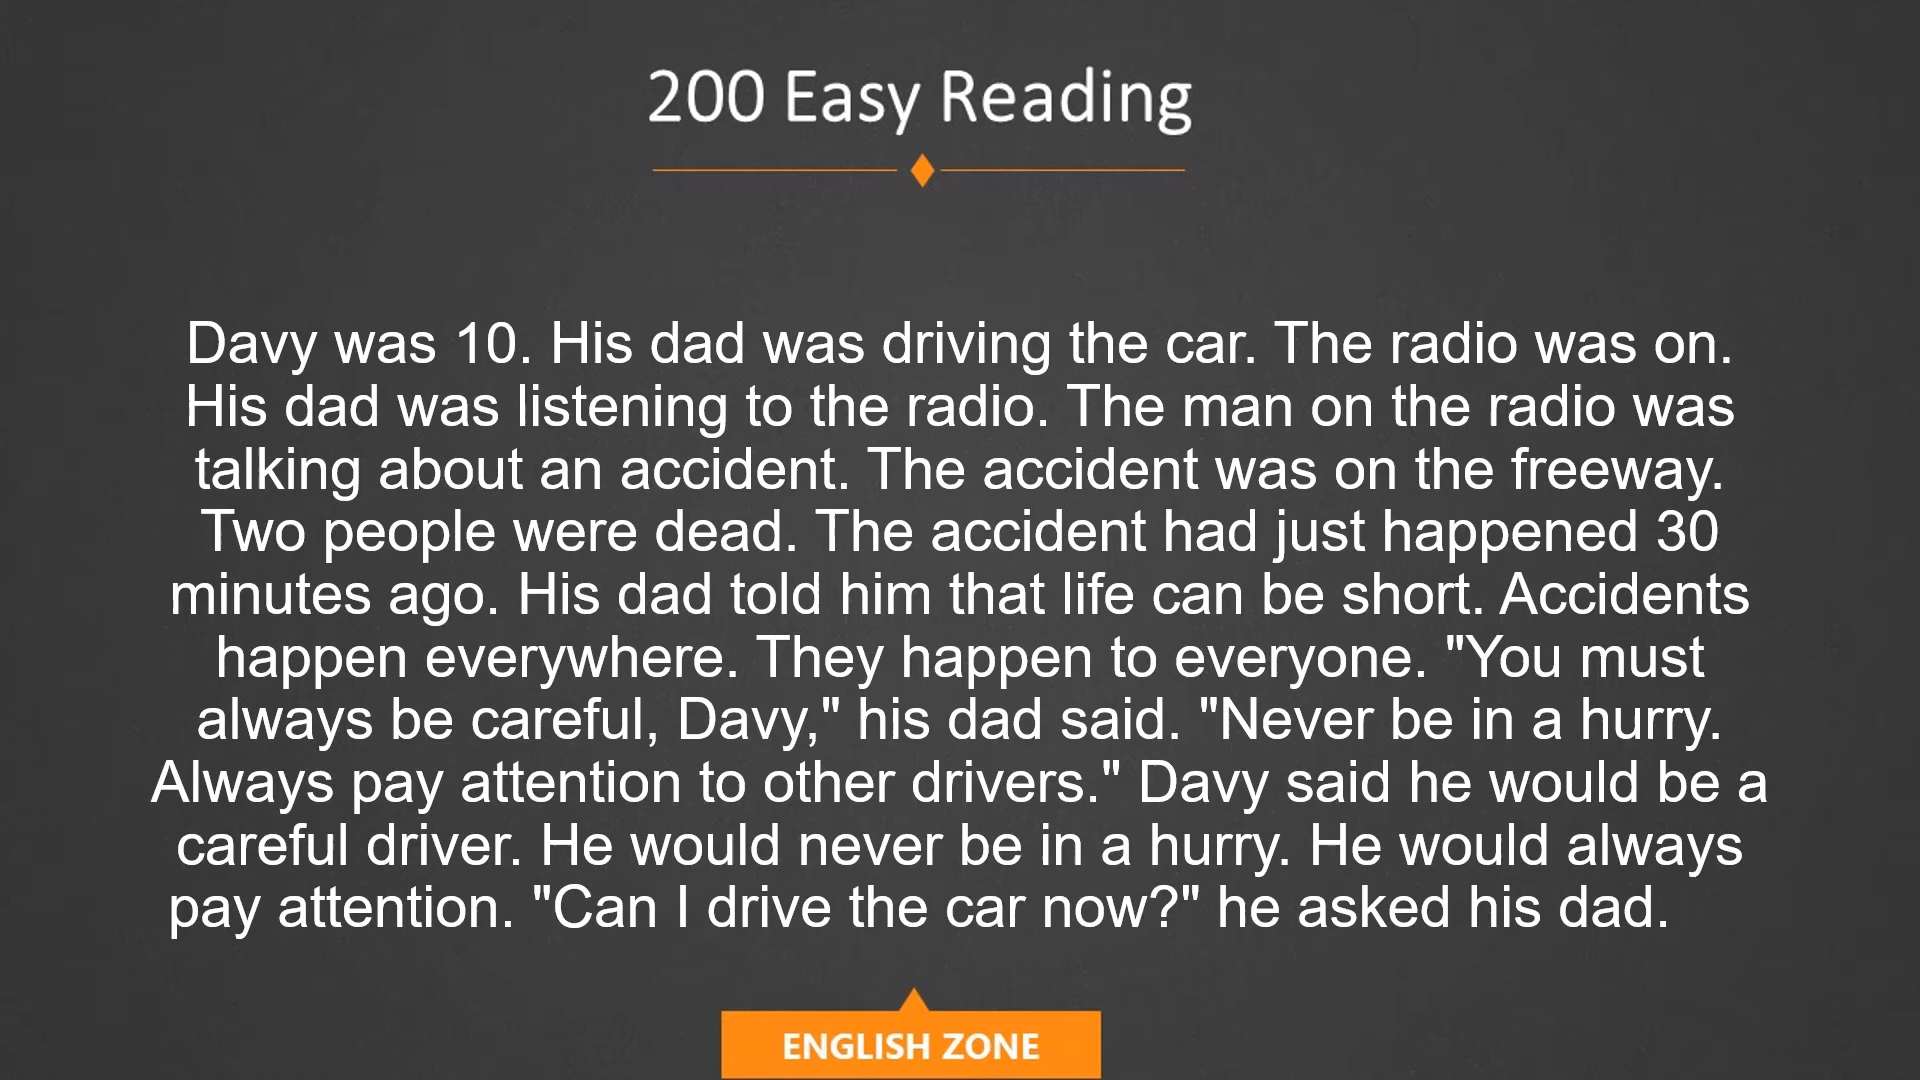 200 Easy Reading
Davy was 10. His dad was driving the car. The radio was on.
His dad was listening to the radio. The man on the radio was
talking about an accident. The accident was on the freeway.
Two people were dead. The accident had just happened 30
minutes ago. His dad told him that life can be short. Accidents
happen everywhere. They happen to everyone. "You must
always be careful, Davy," his dad said. "Never be in a hurry.
Always pay attention to other drivers." Davy said he would be a
careful driver. He would never be in a hurry. He would always
pay attention. "Can I drive the car now?" he asked his dad.
ENGLISH ZONE